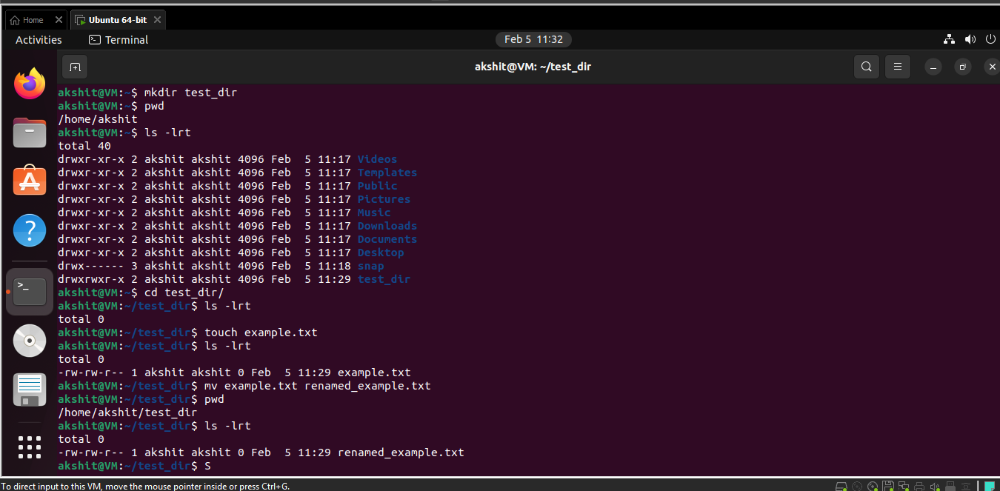 Home
Ubuntu 64-bit
Activities
Terminal
Feb 5 11:32
akshit@VM: ~/test_dir
akshit@VM:~$ mkdir test_dir
akshit@VM:~$ pwd
/home/akshit
akshit@VM:~$ ls -lrt
total 40
drwxr-xr-x 2 akshit akshit 4096 Feb  5 11:17 Videos
drwxr-xr-x 2 akshit akshit 4096 Feb  5 11:17 Templates
drwxr-xr-x 2 akshit akshit 4096 Feb  5 11:17 Public
drwxr-xr-x 2 akshit akshit 4096 Feb  5 11:17 Pictures
drwxr-xr-x 2 akshit akshit 4096 Feb  5 11:17 Music
drwxr-xr-x 2 akshit akshit 4096 Feb  5 11:17 Downloads
drwxr-xr-x 2 akshit akshit 4096 Feb  5 11:17 Documents
drwxr-xr-x 2 akshit akshit 4096 Feb  5 11:17 Desktop
drwx------ 3 akshit akshit 4096 Feb  5 11:18 snap
drwxrwxr-x 2 akshit akshit 4096 Feb  5 11:29 test_dir
akshit@VM:~$ cd test_dir/
akshit@VM:~/test_dir$ ls -lrt
total 0
akshit@VM:~/test_dir$ touch example.txt
akshit@VM:~/test_dir$ ls -lrt
total 0
-rw-rw-r-- 1 akshit akshit 0 Feb  5 11:29 example.txt
akshit@VM:~/test_dir$ mv example.txt renamed_example.txt
akshit@VM:~/test_dir$ pwd
/home/akshit/test_dir
akshit@VM:~/test_dir$ ls -lrt
total 0
-rw-rw-r-- 1 akshit akshit 0 Feb  5 11:29 renamed_example.txt
akshit@VM:~/test_dir$ S
To direct input to this VM, move the mouse pointer inside or press Ctrl+G.